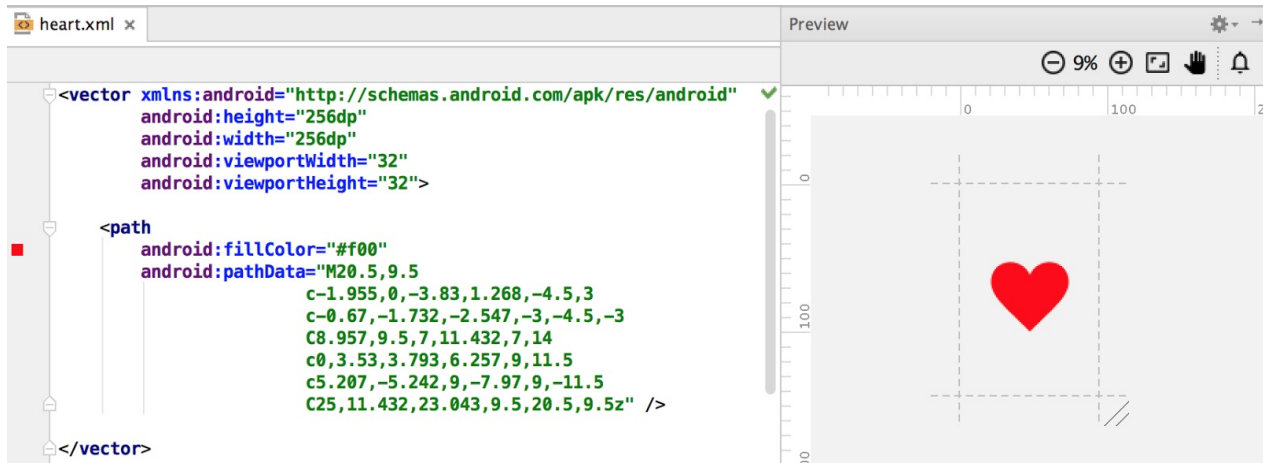 heart.xml
Preview
9%
<vector xmlns:android="http://schemas.android.com/apk/res/android"
android:height="256dp"
android:width="256dp"
android:viewportWidth="32"
android:viewportHeight="32">
<path
android:fillColor="#f00"
android:pathData="M20.5,9.5
c-1.955,0,-3.83,1.268,-4.5,3
c-0.67,-1.732,-2.547,-3,-4.5,-3
C8.957,9.5,7,11.432,7,14
c0,3.53,3.793,6.257,9,11.5
c5.207,-5.242,9,-7.97,9,-11.5
C25,11.432,23.043,9.5,20.5,9.5z" />
</vector>
0
100
0
100